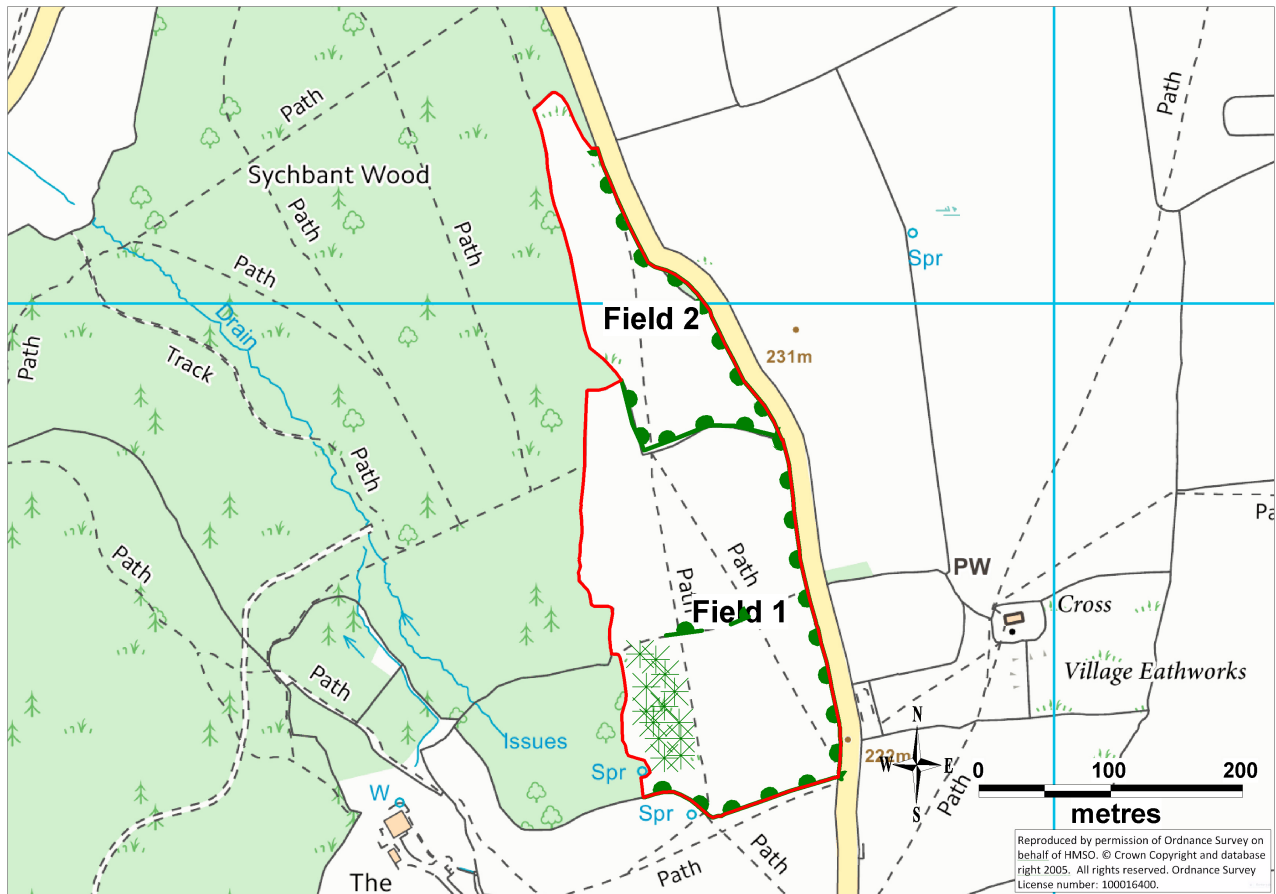 Path
Path
Sychbant Wood
Path
Path
Spr
Path
Drain
Field 2
Path
Track
231m
Path
Path
Path
Path
PW
Path
Field 1
Cross
Village Eathworks
Path
N
Issues
222m
W
E
Spr
0
100
200
W
Path
S
Spr
metres
Path
Path
The
Reproduced by permission of Ordnance Survey on
behalf of HMSO. © Crown Copyright and database
right 2005. All rights reserved. Ordnance Survey
License number: 100016400.